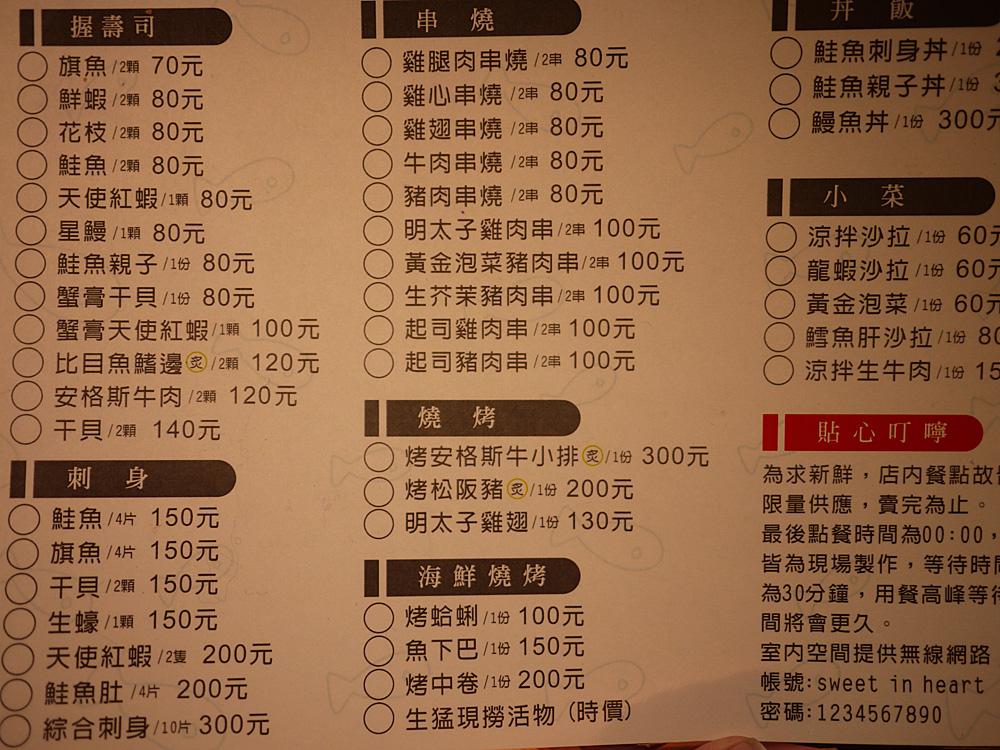 握壽司
旗魚/2顆 70元
鮮蝦/2顆 80元
花枝/2顆 80元
鮭魚/2顆 80元
天使紅蝦/1顆 80元
星鰻/1顆 80元
鮭魚親子/1份 80元
蟹膏干貝/1份 80元
蟹膏天使紅蝦/1顆 100元
比目魚鰭邊炙/2顆 120元
安格斯牛肉/2顆 120元
干貝/2顆 140元
刺身
鮭魚/4片 150元
旗魚/4片 150元
干貝/2顆 150元
生蠔/1顆 150元
天使紅蝦/2隻 200元
鮭魚肚/4片 200元
綜合刺身/10片 300元
串燒
雞腿肉串燒/2串 80元
雞心串燒/2串 80元
雞翅串燒/2串 80元
牛肉串燒/2串 80元
豬肉串燒/2串 80元
明太子雞肉串/2串 100元
黃金泡菜豬肉串/2串 100元
生芥茉豬肉串/2串 100元
起司雞肉串/2串 100元
起司豬肉串/2串 100元
燒烤
烤安格斯牛小排炙/1份 300元
烤松阪豬炙/1份 200元
明太子雞翅/1份 130元
海鮮燒烤
烤蛤蜊/1份 100元
魚下巴/1份 150元
烤中卷/1份 200元
生猛現撈活物（時價）
丼飯
鮭魚刺身丼/1份
鮭魚親子丼/1份
鰻魚丼/1份 300元
小菜
涼拌沙拉/1份 60元
龍蝦沙拉/1份 60元
黃金泡菜/1份 60元
鱈魚肝沙拉/1份 80
涼拌生牛肉/1份 15
貼心叮嚀
為求新鮮，店內餐點故
限量供應，賣完為止。
最後點餐時間為00:00，
皆為現場製作，等待時間
為30分鐘，用餐高峰等待
間將會更久。
室內空間提供無線網路
帳號:sweet in heart
密碼:1234567890